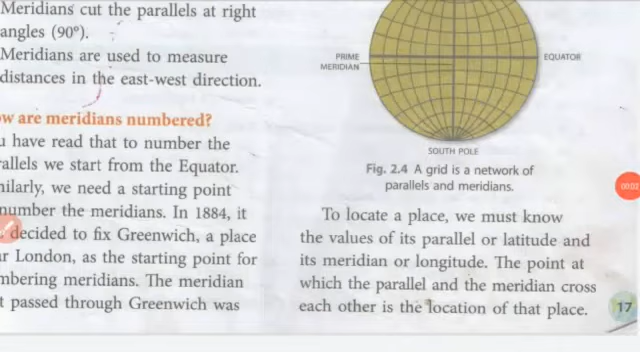 Meridians cut the parallels at right
angles (90°).
Meridians are used to measure
distances in the east-west direction.
are meridians numbered?
have read that to number the
we start from the Equator.
we need a starting point
number the meridians. In 1884, it
decided to fix Greenwich, a place
London, as the starting point for
meridians. The meridian
passed through Greenwich was
PRIME
MERIDIAN
EQUATOR
SOUTH POLE
Fig. 2.4 A grid is a network of
parallels and meridians.
To locate a place, we must know
the values of its parallel or latitude and
its meridian or longitude. The point at
which the parallel and the meridian cross
each other is the location of that place.
17
00:02